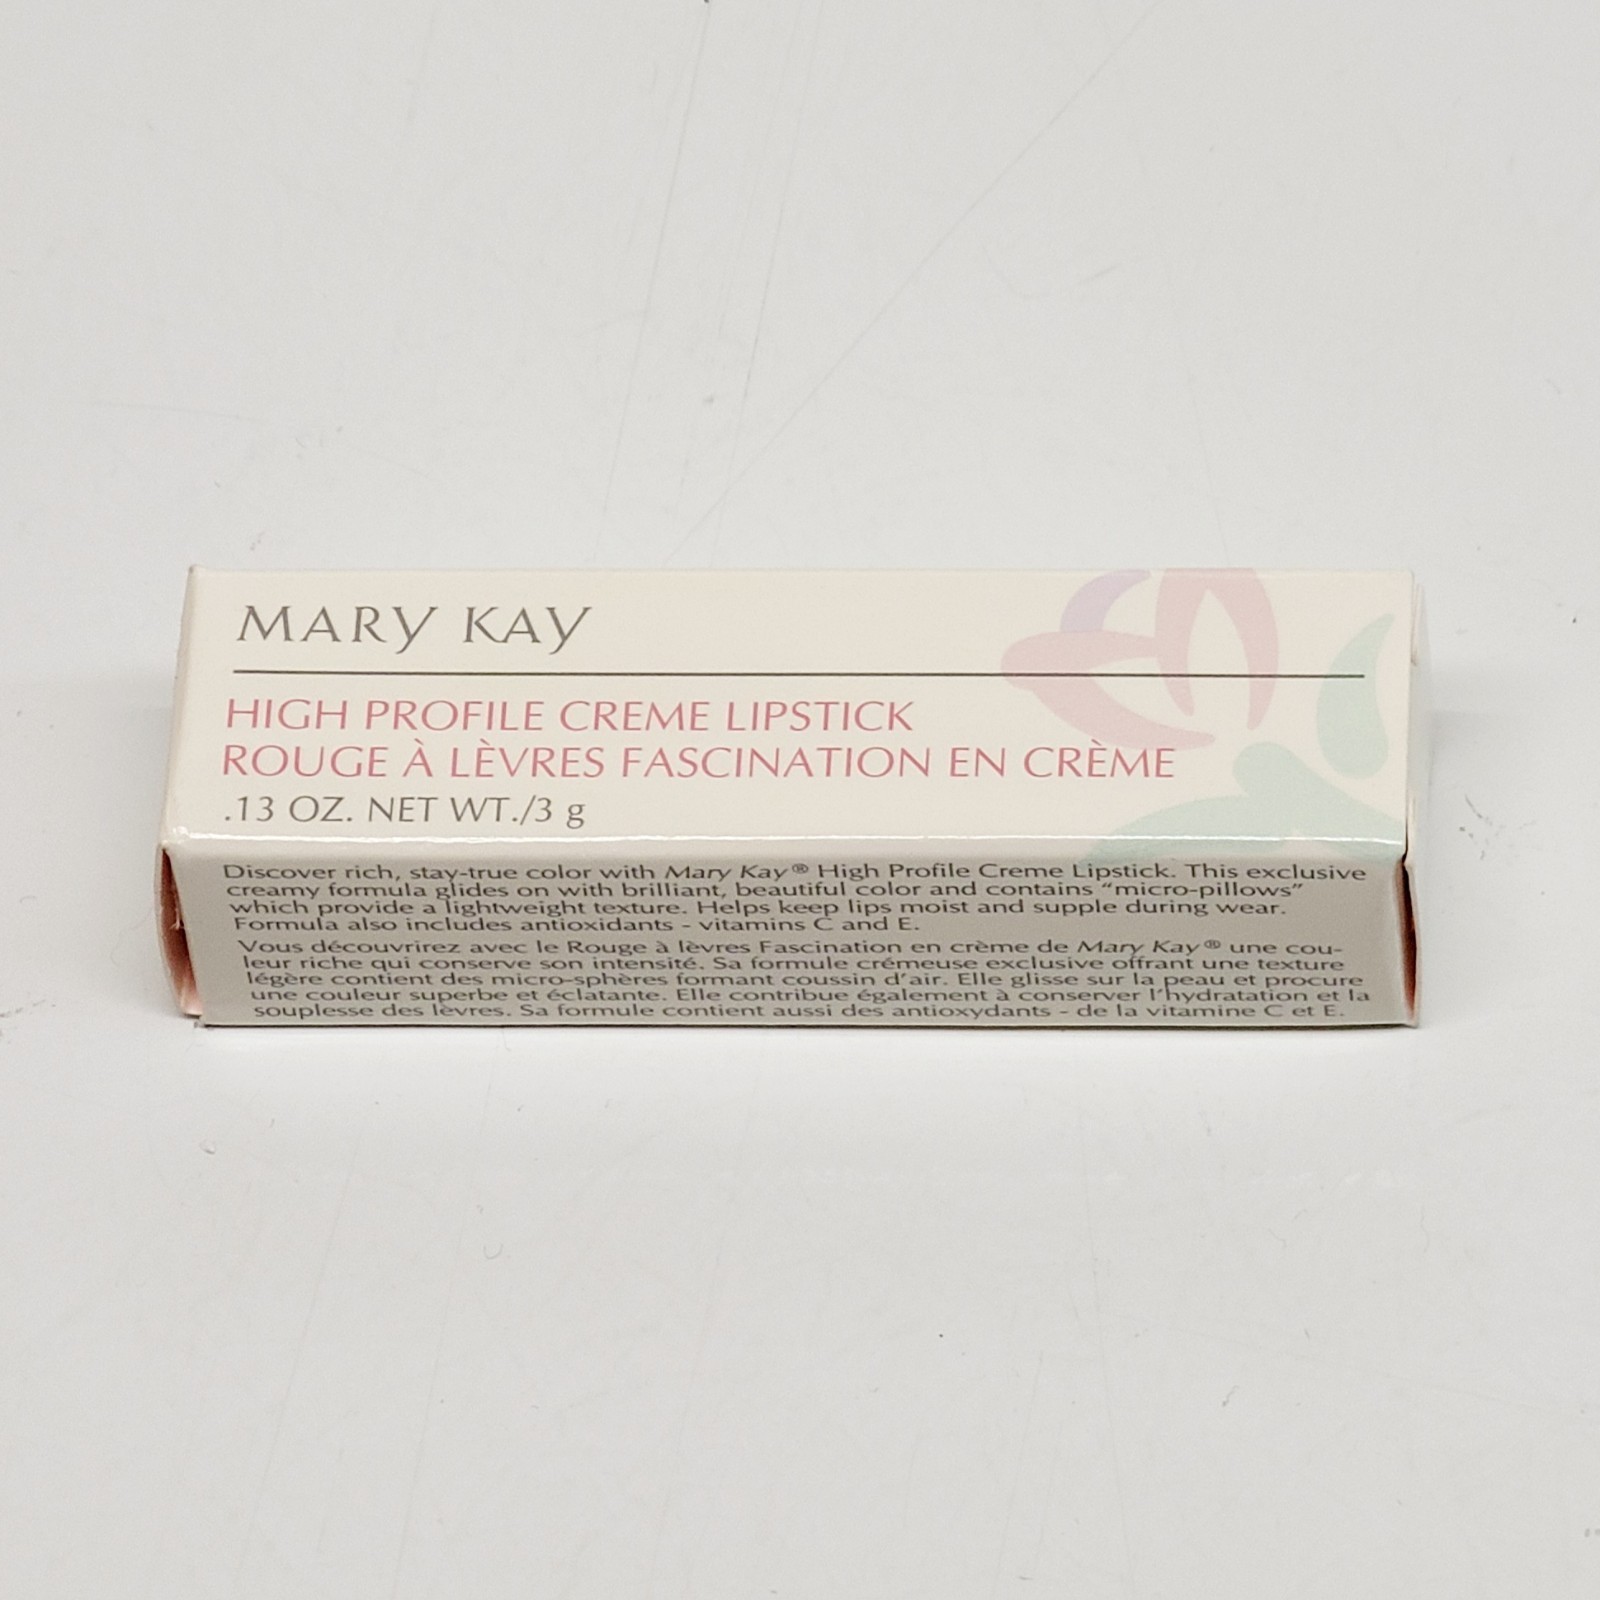 MARY KAY
HIGH PROFILE CREME LIPSTICK
ROUGE À LÈVRES FASCINATION EN CRÈME
.13 OZ. NET WT./3 g
Discover rich, stay-true color with Mary Kay® High Profile Creme Lipstick. This exclusive
creamy formula glides on with brilliant, beautiful color and contains “micro-pillows”
which provide a lightweight texture. Helps keep lips moist and supple during wear.
Formula also includes antioxidants - vitamins C and E.
Vous découvrirez avec le Rouge à lèvres Fascination en crème de Mary Kay® une cou-
leur riche qui conserve son intensité. Sa formule crémeuse exclusive offrant une texture
légère contient des micro-sphères formant coussin d'air. Elle glisse sur la peau et procure
une couleur superbe et éclatante. Elle contribue également à conserver l'hydratation et la
souplesse des lèvres. Sa formule contient aussi des antioxydants - de la vitamine C et E.